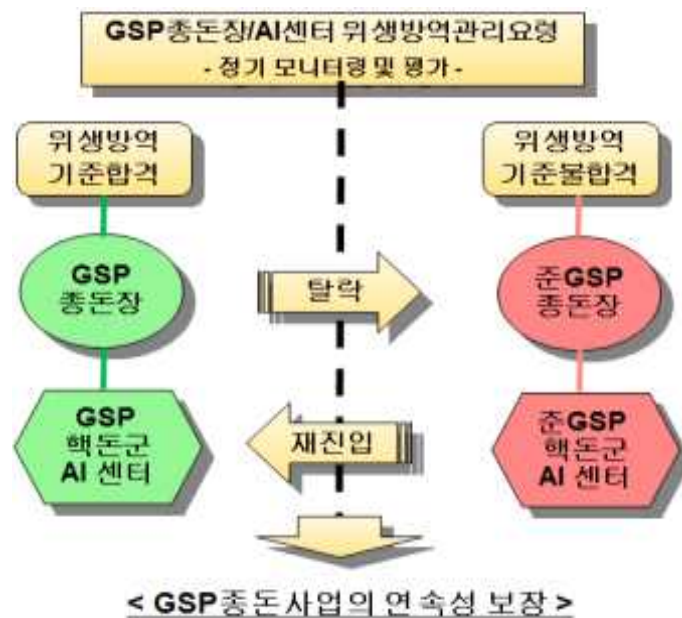 GSP종돈장/AI센터 위생방역관리요령
- 정기 모니터령 및 평가 -
위생방역
기준합격
위생방역
기준불합격
GSP
종돈장
탈락
준GSP
종돈장
GSP
핵돈군
AI 센터
재진입
준GSP
핵돈군
AI 센터
< GSP종돈사업의 연속성 보장 >